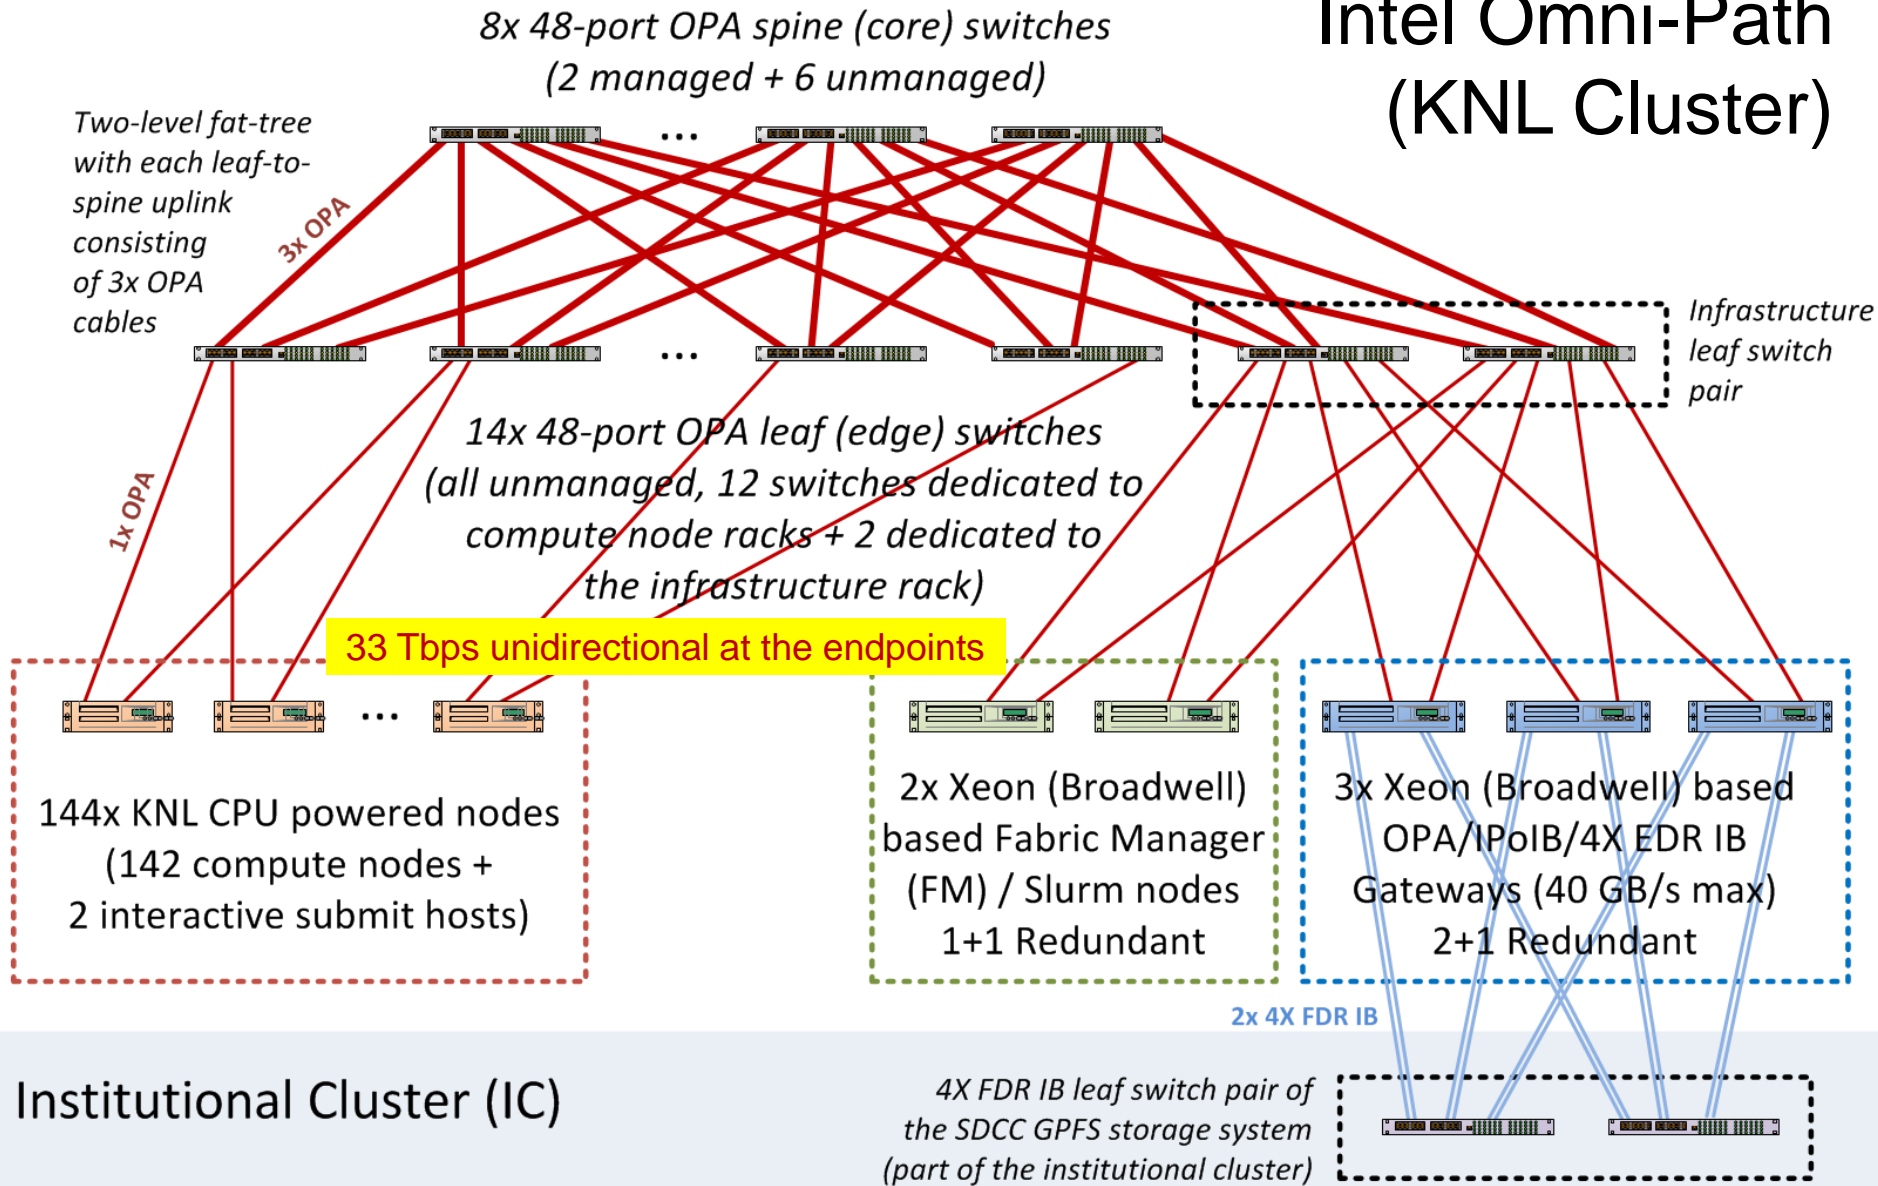 Intel Omni-Path
(KNL Cluster)
8x 48-port OPA spine (core) switches
(2 managed + 6 unmanaged)
Two-level fat-tree
with each leaf-to-
spine uplink
consisting
of 3x OPA
cables
3x OPA
...
Infrastructure
leaf switch
pair
...
14x 48-port OPA leaf (edge) switches
(all unmanaged, 12 switches dedicated to
compute node racks + 2 dedicated to
the infrastructure rack)
1x OPA
33 Tbps unidirectional at the endpoints
...
144x KNL CPU powered nodes
(142 compute nodes +
2 interactive submit hosts)
2x Xeon (Broadwell)
based Fabric Manager
(FM) / Slurm nodes
1+1 Redundant
3x Xeon (Broadwell) based
OPA/IPoIB/4X EDR IB
Gateways (40 GB/s max)
2+1 Redundant
2x 4X FDR IB
Institutional Cluster (IC)
4X FDR IB leaf switch pair of
the SDCC GPFS storage system
(part of the institutional cluster)